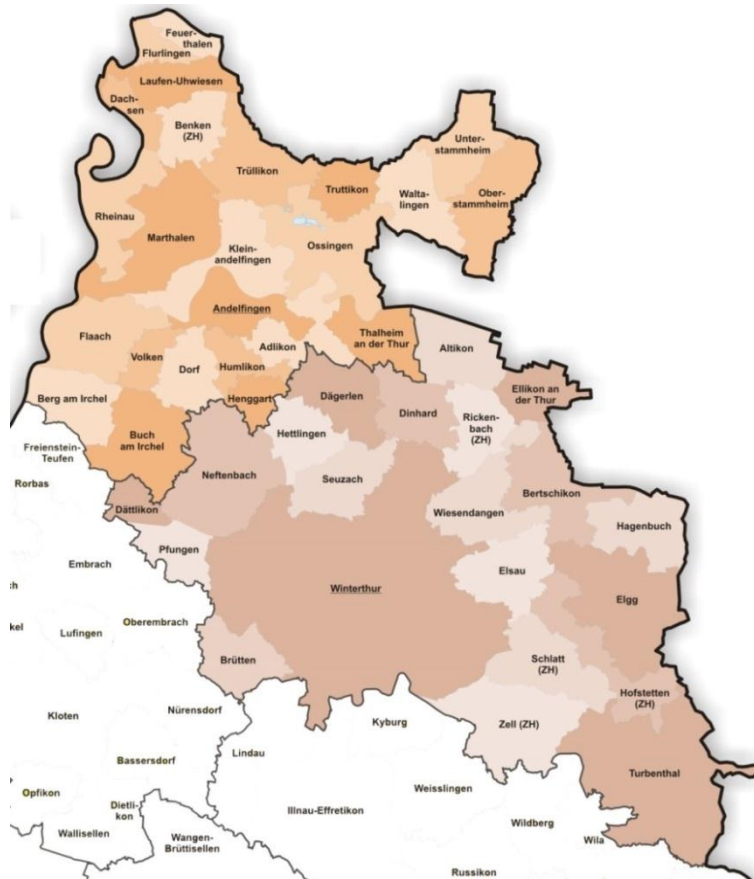 Feuer-
thalen
Flurlingen
Laufen-Uhwiesen
Dach-
sen
Benken
(ZH)
Trüllikon
Truttikon
Unter-
stammheim
Walta-
lingen
Ober-
stammheim
Rheinau
Marthalen
Klein-
andelfingen
Ossingen
Andelfingen
Flaach
Volken
Dorf
Humlikon
Adlikon
Thalheim
an der Thur
Altikon
Berg am Irchel
Henggart
Dägerlen
Dinhard
Ricken-
bach
(ZH)
Ellikon an
der Thur
Buch
am Irchel
Freienstein-
Teufen
Hettlingen
Neftenbach
Seuzach
Rorbas
Dättlikon
Wiesendangen
Bertschikon
Hagenbuch
Pfungen
Embrach
ch
Winterthur
Elsau
Elgg
Oberembrach
kel
Lufingen
Brütten
Schlatt
(ZH)
Hofstetten
(ZH)
Kloten
Nürensdorf
Kyburg
Zell (ZH)
Bassersdorf
Lindau
Turbenthal
Opfikon
Dietli-
kon
Weisslingen
Illnau-Effretikon
Wallisellen
Wangen-
Brüttisellen
Wildberg
Wila
Russikon